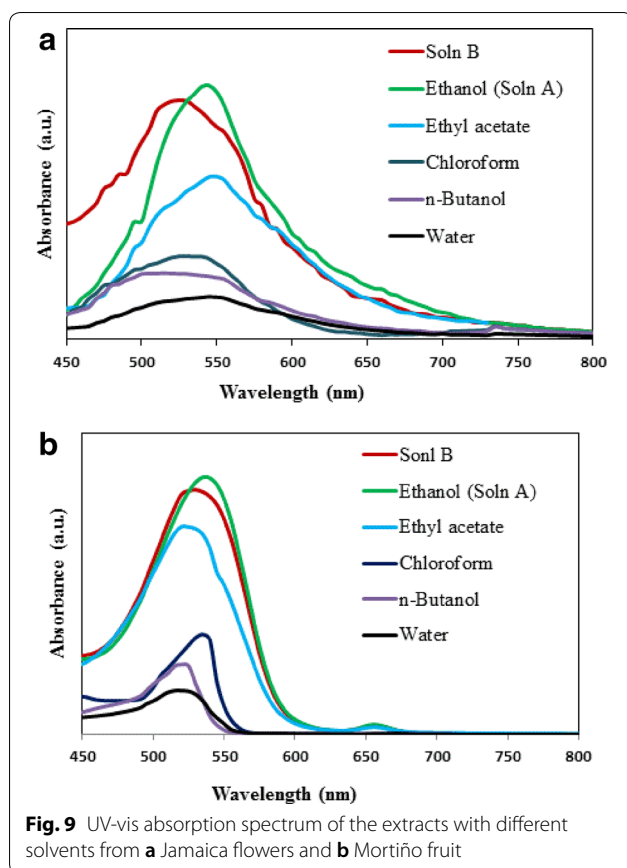 a
Soln B
Ethanol (Soln A)
Ethyl acetate
Chloroform
n-Butanol
Water
Absorbance (a.u.)
450 500 550 600 650 700 750 800
Wavelength (nm)
b
Sonl B
Ethanol (Soln A)
Ethyl acetate
Chloroform
n-Butanol
Water
Absorbance (a.u.)
450 500 550 600 650 700 750 800
Wavelength (nm)
Fig. 9 UV-vis absorption spectrum of the extracts with different
solvents from a Jamaica flowers and b Mortiño fruit